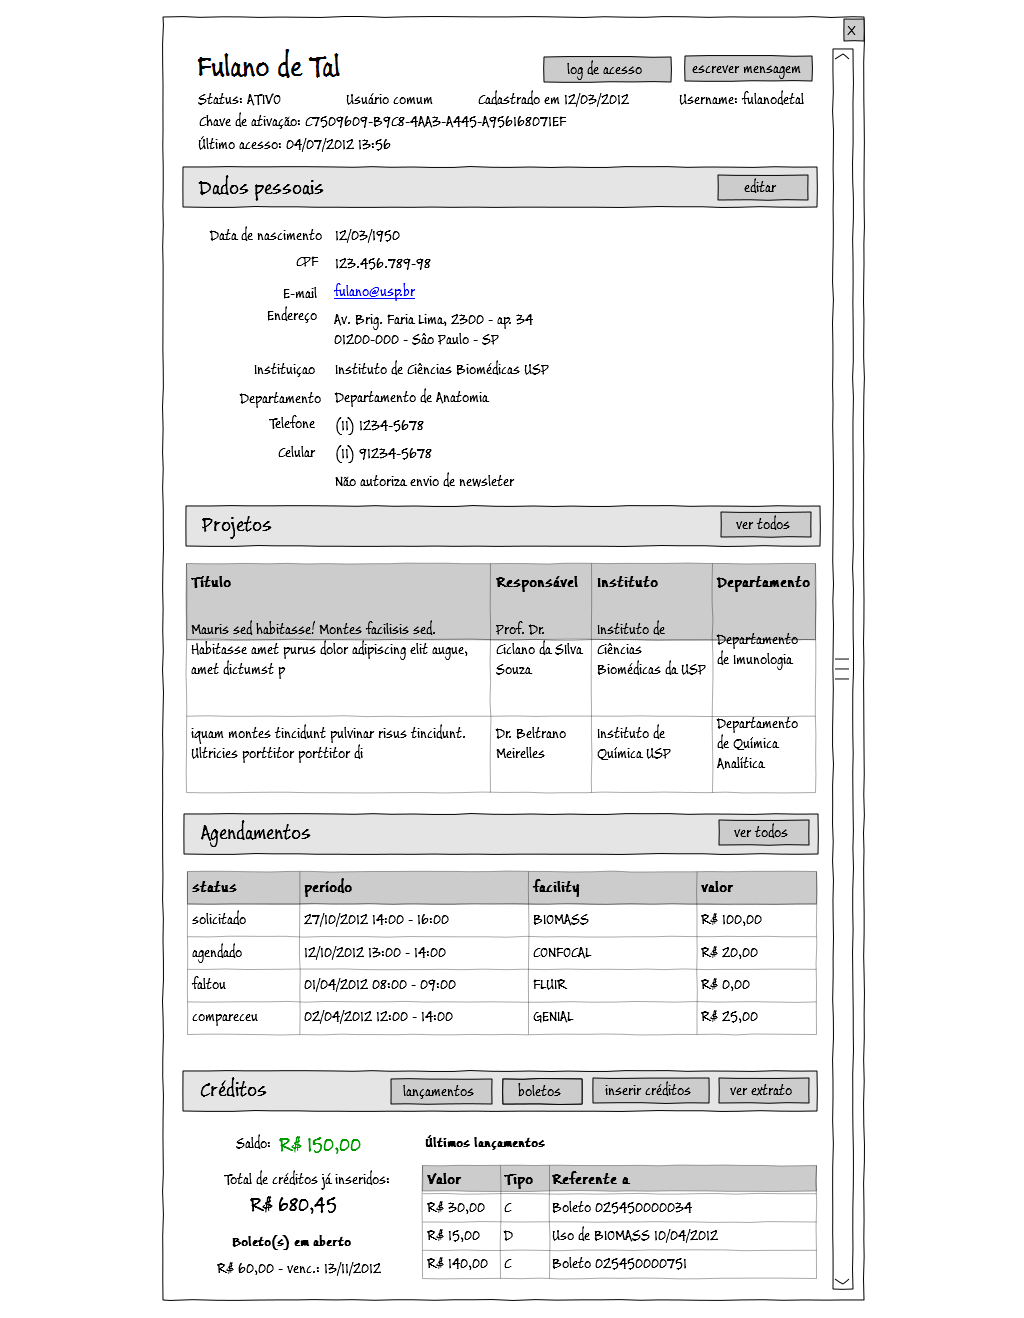 X
Fulano de Tal
log de acesso
escrever mensagem
Status: ATIVO Usuário comum Cadastrado em 12/03/2012 Username: fulanodetal
Chave de ativação: C7509609-B9C8-4AA3-A445-A956168071EF
Último acesso: 04/07/2012 13:56
Dados pessoais
editar
Data de nascimento 12/03/1950
CPF 123.456.789-98
E-mail fulano@usp.br
Endereço Av. Brig. Faria Lima, 2300 - ap. 34
01200-000 - São Paulo - SP
Instituiçao Instituto de Ciências Biomédicas USP
Departamento Departamento de Anatomia
Telefone (11) 1234-5678
Celular (11) 91234-5678
Não autoriza envio de newsleter
Projetos
ver todos
Título Responsável Instituto Departamento
Mauris sed habitasse! Montes facilisis sed.
Habitasse amet purus dolor adipiscing elit augue,
amet dictumst p
Prof. Dr.
Ciclano da SIlva
Souza
Instituto de
Ciências
Biomédicas da USP
Departamento
de Imunologia
iquam montes tincidunt pulvinar risus tincidunt.
Ultricies porttitor porttitor di
Dr. Beltrano
Meirelles
Instituto de
Química USP
Departamento
de Química
Analítica
Agendamentos
ver todos
status período facility valor
solicitado 27/10/2012 14:00 - 16:00 BIOMASS R$ 100,00
agendado 12/10/2012 13:00 - 14:00 CONFOCAL R$ 20,00
faltou 01/04/2012 08:00 - 09:00 FLUIR R$ 0,00
compareceu 02/04/2012 12:00 - 14:00 GENIAL R$ 25,00
Créditos
lançamentos
boletos
inserir créditos
ver extrato
Saldo: R$ 150,00
Total de créditos já inseridos:
R$ 680,45
Boleto(s) em aberto
R$ 60,00 - venc.: 13/11/2012
Últimos lançamentos
Valor Tipo Referente a
R$ 30,00 C Boleto 025450000034
R$ 15,00 D Uso de BIOMASS 10/04/2012
R$ 140,00 C Boleto 025450000751